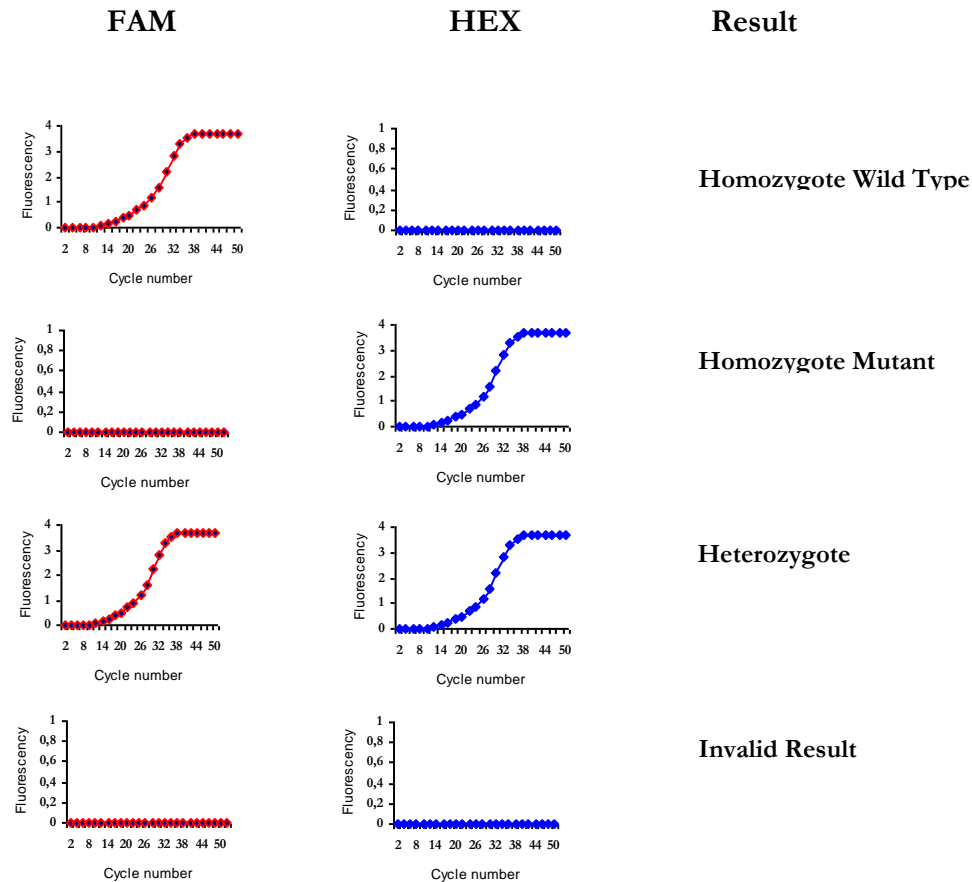 FAM HEX Result
4
3
2
1
0
Fluorescency
2 8 14 20 26 32 38 44 50
Cycle number
1
0,8
0,6
0,4
0,2
0
Fluorescency
2 8 14 20 26 32 38 44 50
Cycle number
Homozygote Wild Type
1
0,8
0,6
0,4
0,2
0
Fluorescency
2 8 14 20 26 32 38 44 50
Cycle number
4
3
2
1
0
Fluorescency
2 8 14 20 26 32 38 44 50
Cycle number
Homozygote Mutant
4
3
2
1
0
Fluorescency
2 8 14 20 26 32 38 44 50
Cycle number
4
3
2
1
0
Fluorescency
2 8 14 20 26 32 38 44 50
Cycle number
Heterozygote
1
0,8
0,6
0,4
0,2
0
Fluorescency
2 8 14 20 26 32 38 44 50
Cycle number
1
0,8
0,6
0,4
0,2
0
Fluorescency
2 8 14 20 26 32 38 44 50
Cycle number
Invalid Result